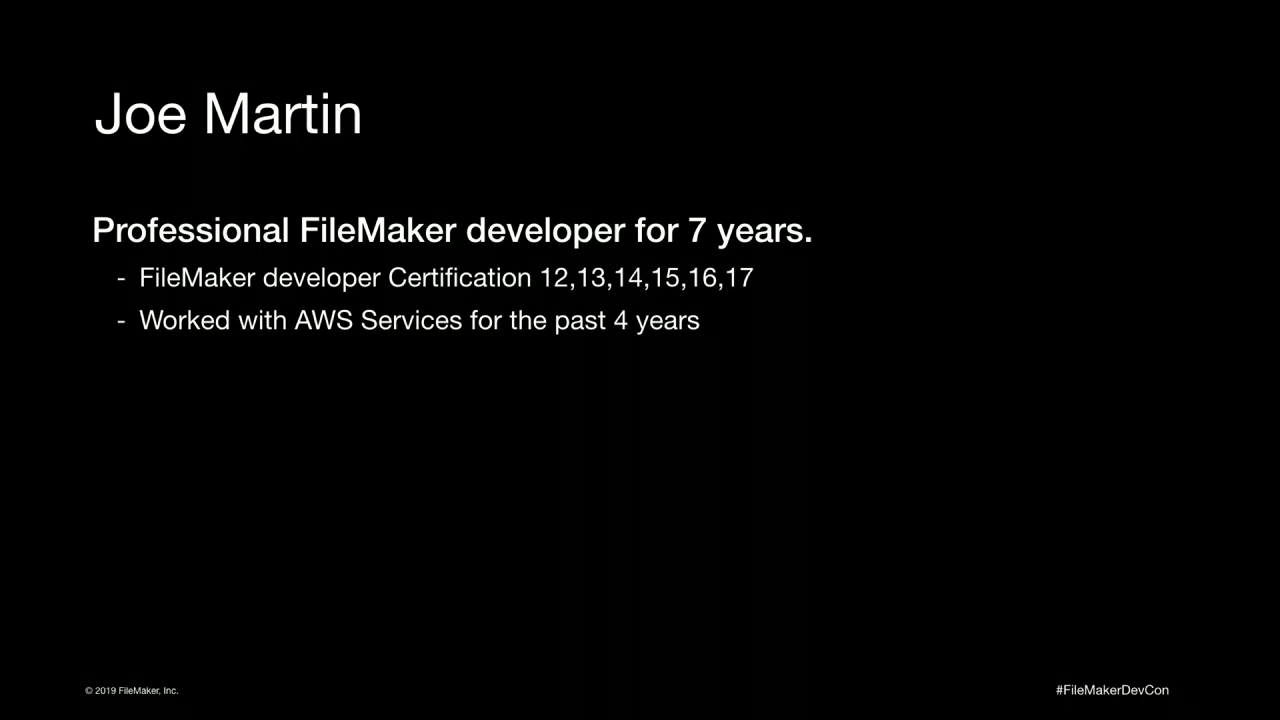 Joe Martin
Professional FileMaker developer for 7 years.
- FileMaker developer Certification 12,13,14,15,16,17
- Worked with AWS Services for the past 4 years
© 2019 FileMaker, Inc.
#FileMakerDevCon